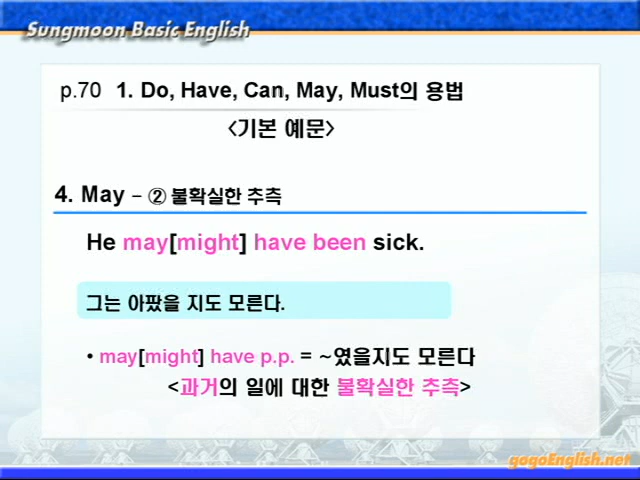 Sungmoon Basic English
p.70 1. Do, Have, Can, May, Must의 용법
<기본 예문>
4. May - ② 불확실한 추측
He may[might] have been sick.
그는 아팠을 지도 모른다.
• may[might] have p.p. = ~였을지도 모른다
<과거의 일에 대한 불확실한 추측>
gogoEnglish.net